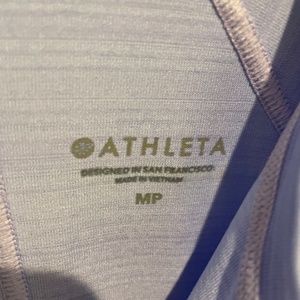 ATHLETA
DESIGNED IN SAN FRANCISCO
MADE IN VIETNAM
MP